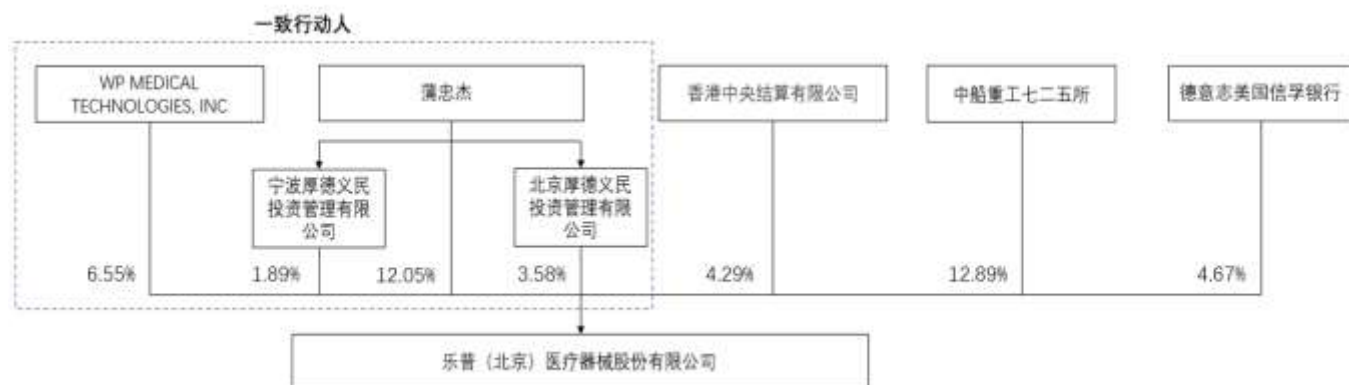 一致行动人
WP MEDICAL
TECHNOLOGIES, INC
蒲忠杰
香港中央结算有限公司
中船重工七二五所
德意志美国信孚银行
宁波厚德义民
投资管理有限
公司
北京厚德义民
投资管理有限
公司
6.55%
1.89%
12.05%
3.58%
4.29%
12.89%
4.67%
乐普（北京）医疗器械股份有限公司